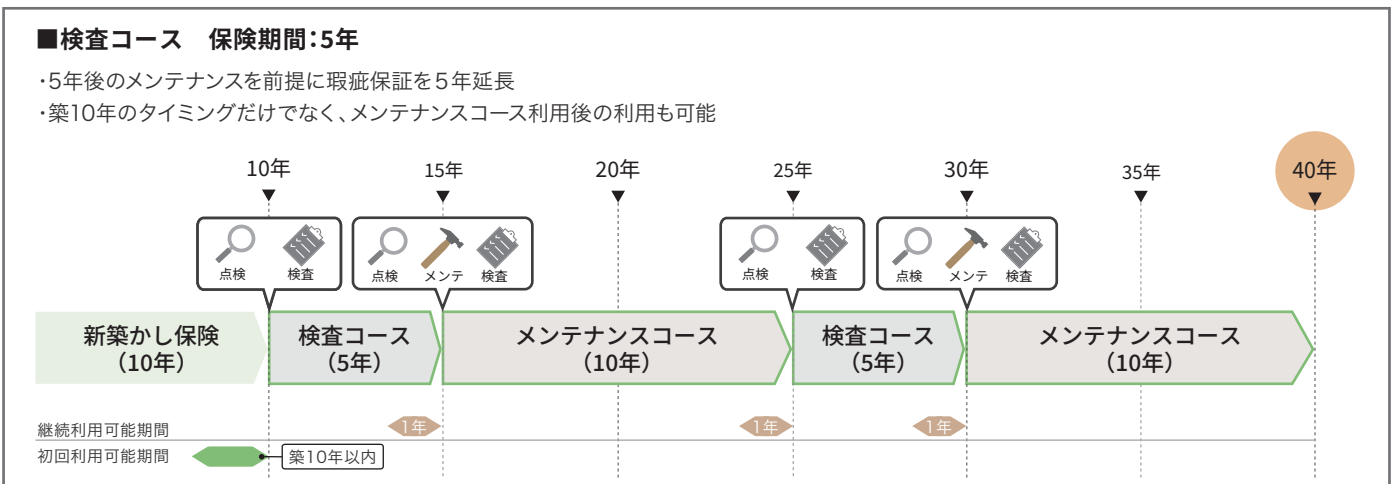 ■検査コース　保険期間：5年
・5年後のメンテナンスを前提に瑕疵保証を5年延長
・築10年のタイミングだけでなく、メンテナンスコース利用後の利用も可能
10年 15年 20年 25年 30年 35年 40年
点検 検査 点検 メンテ 検査 点検 検査 点検 メンテ 検査
新築かし保険 検査コース メンテナンスコース 検査コース メンテナンスコース
（10年） （5年） （10年） （5年） （10年）
継続利用可能期間 1年 1年 1年
初回利用可能期間 築10年以内